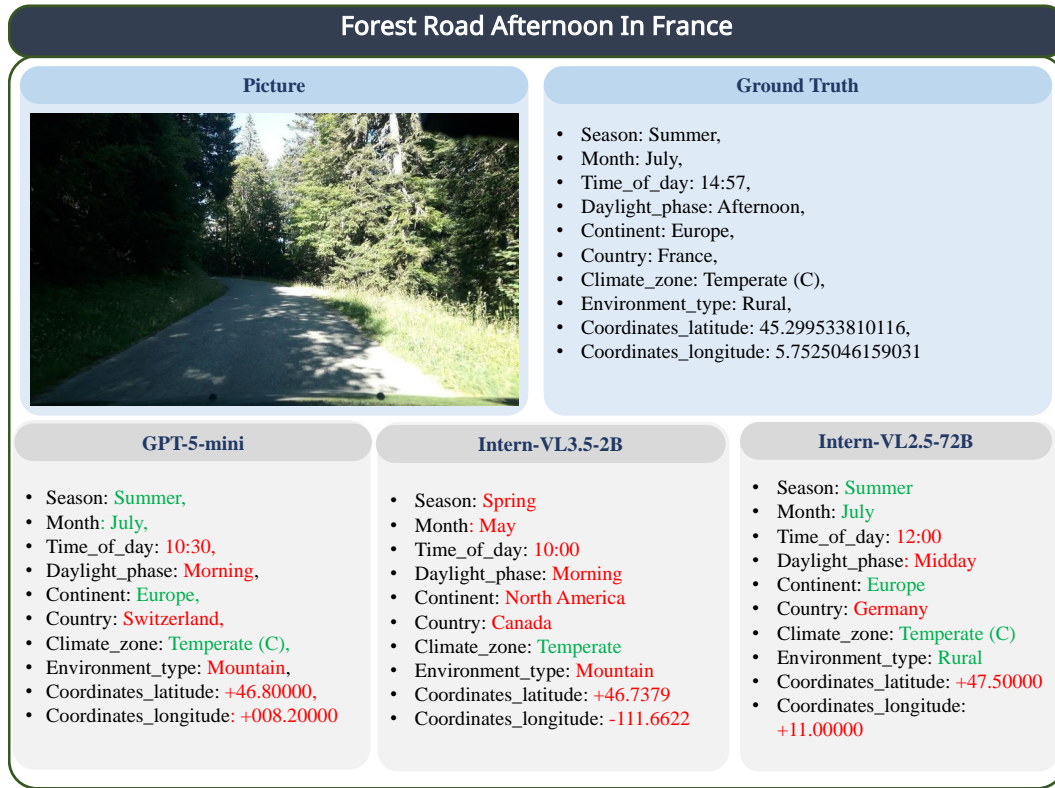 Forest Road Afternoon In France
Picture
Ground Truth
• Season: Summer,
• Month: July,
• Time_of_day: 14:57,
• Daylight_phase: Afternoon,
• Continent: Europe,
• Country: France,
• Climate_zone: Temperate (C),
• Environment_type: Rural,
• Coordinates_latitude: 45.299533810116,
• Coordinates_longitude: 5.7525046159031
GPT-5-mini
• Season: Summer,
• Month: July,
• Time_of_day: 10:30,
• Daylight_phase: Morning,
• Continent: Europe,
• Country: Switzerland,
• Climate_zone: Temperate (C),
• Environment_type: Mountain,
• Coordinates_latitude: +46.80000,
• Coordinates_longitude: +008.20000
Intern-VL3.5-2B
• Season: Spring
• Month: May
• Time_of_day: 10:00
• Daylight_phase: Morning
• Continent: North America
• Country: Canada
• Climate_zone: Temperate
• Environment_type: Mountain
• Coordinates_latitude: +46.7379
• Coordinates_longitude: -111.6622
Intern-VL2.5-72B
• Season: Summer
• Month: July
• Time_of_day: 12:00
• Daylight_phase: Midday
• Continent: Europe
• Country: Germany
• Climate_zone: Temperate (C)
• Environment_type: Rural
• Coordinates_latitude: +47.50000
• Coordinates_longitude:
+11.00000